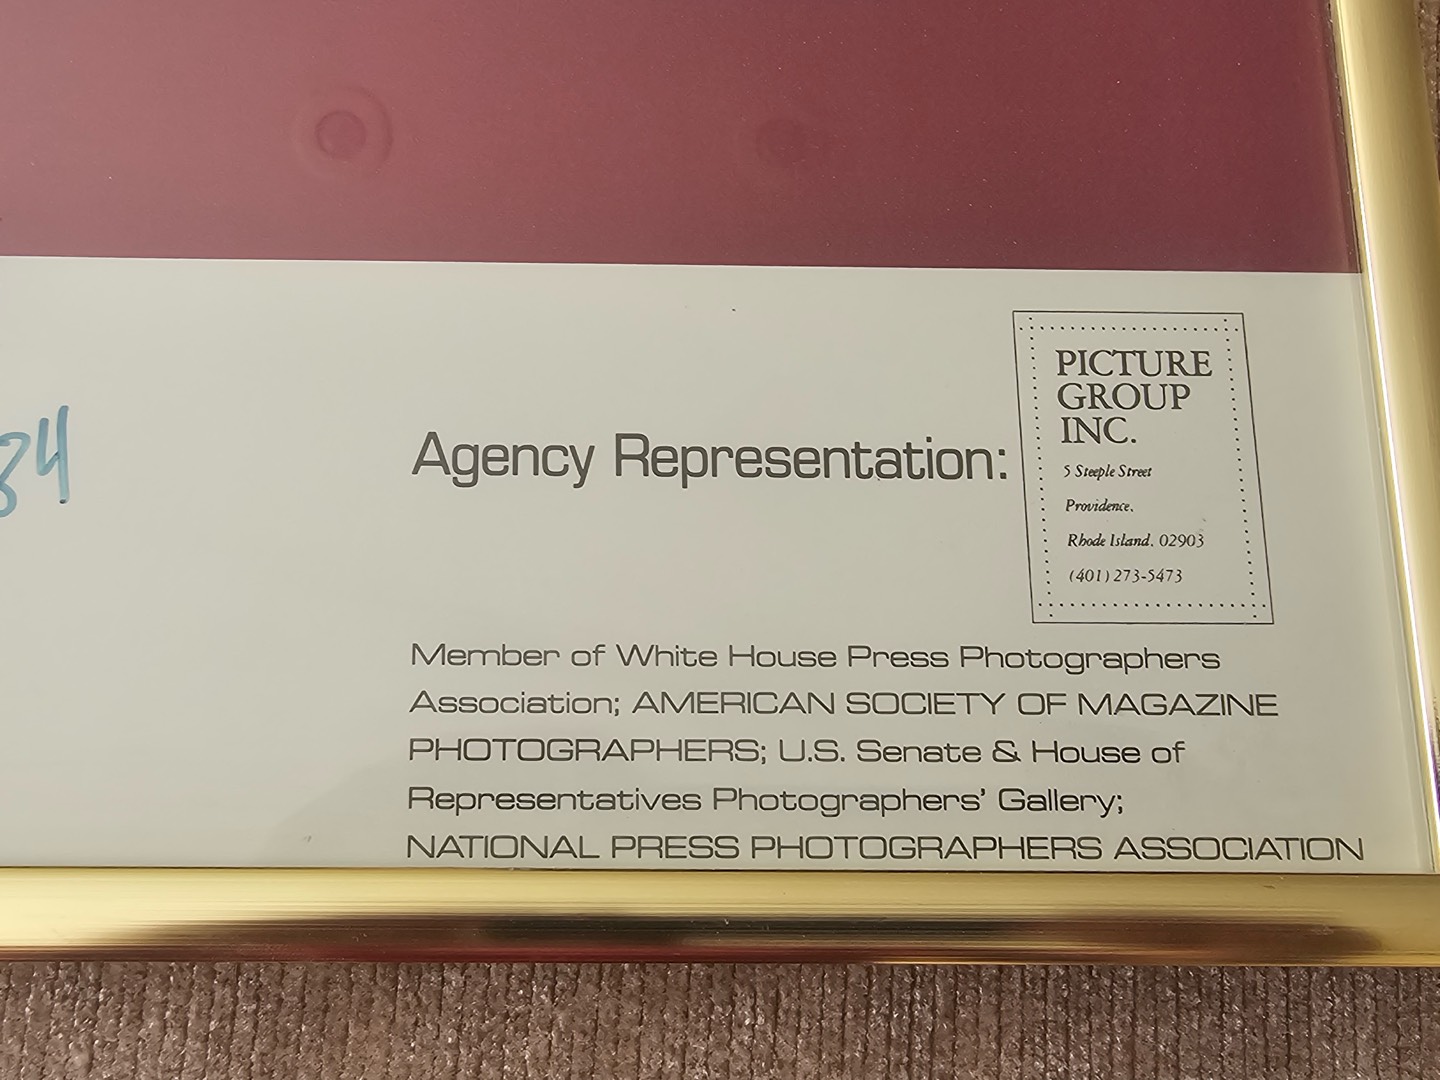 84
Agency Representation:
PICTURE
GROUP
INC.
5 Steeple Street
Providence,
Rhode Island, 02903
(401) 273-5473
Member of White House Press Photographers
Association; AMERICAN SOCIETY OF MAGAZINE
PHOTOGRAPHERS; U.S. Senate & House of
Representatives Photographers' Gallery;
NATIONAL PRESS PHOTOGRAPHERS ASSOCIATION